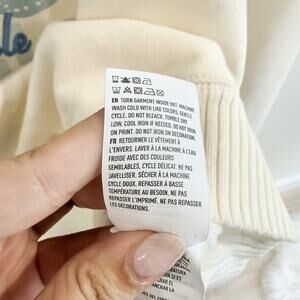 de
EN TURN GARMENT INSIDE OUT. MACHINE
WASH COLD WITH LIKE COLORS, GENTLE
CYCLE. DO NOT BLEACH. TUMBLE DRY
LOW. COOL IRON IF NEEDED. DO NOT IRON
ON PRINT. DO NOT IRON ON DECORATION.
FR RETOURNER LE VÊTEMENT À
L'ENVERS. LAVER À LA MACHINE À L'EAU
FROIDE AVEC DES COULEURS
SEMBLABLES, CYCLE DÉLICAT. NE PAS
JAVELLISER. SÉCHER À LA MACHINE
CYCLE DOUX. REPASSER À BASSE
TEMPÉRATURE AU BESOIN. NE PAS
REPASSER L'IMPRIMÉ. NE PAS REPASSER
LES DÉCORATIONS.